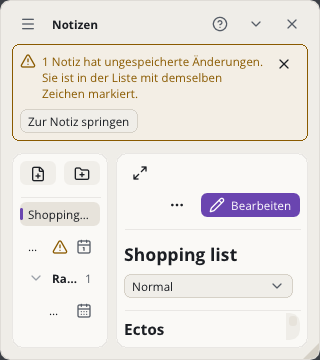 Notizen
1 Notiz hat ungespeicherte Änderungen.
Sie ist in der Liste mit demselben
Zeichen markiert.
Zur Notiz springen
Bearbeiten
Shopping...
...
Ra... 1
...
Shopping list
Normal
Ectos